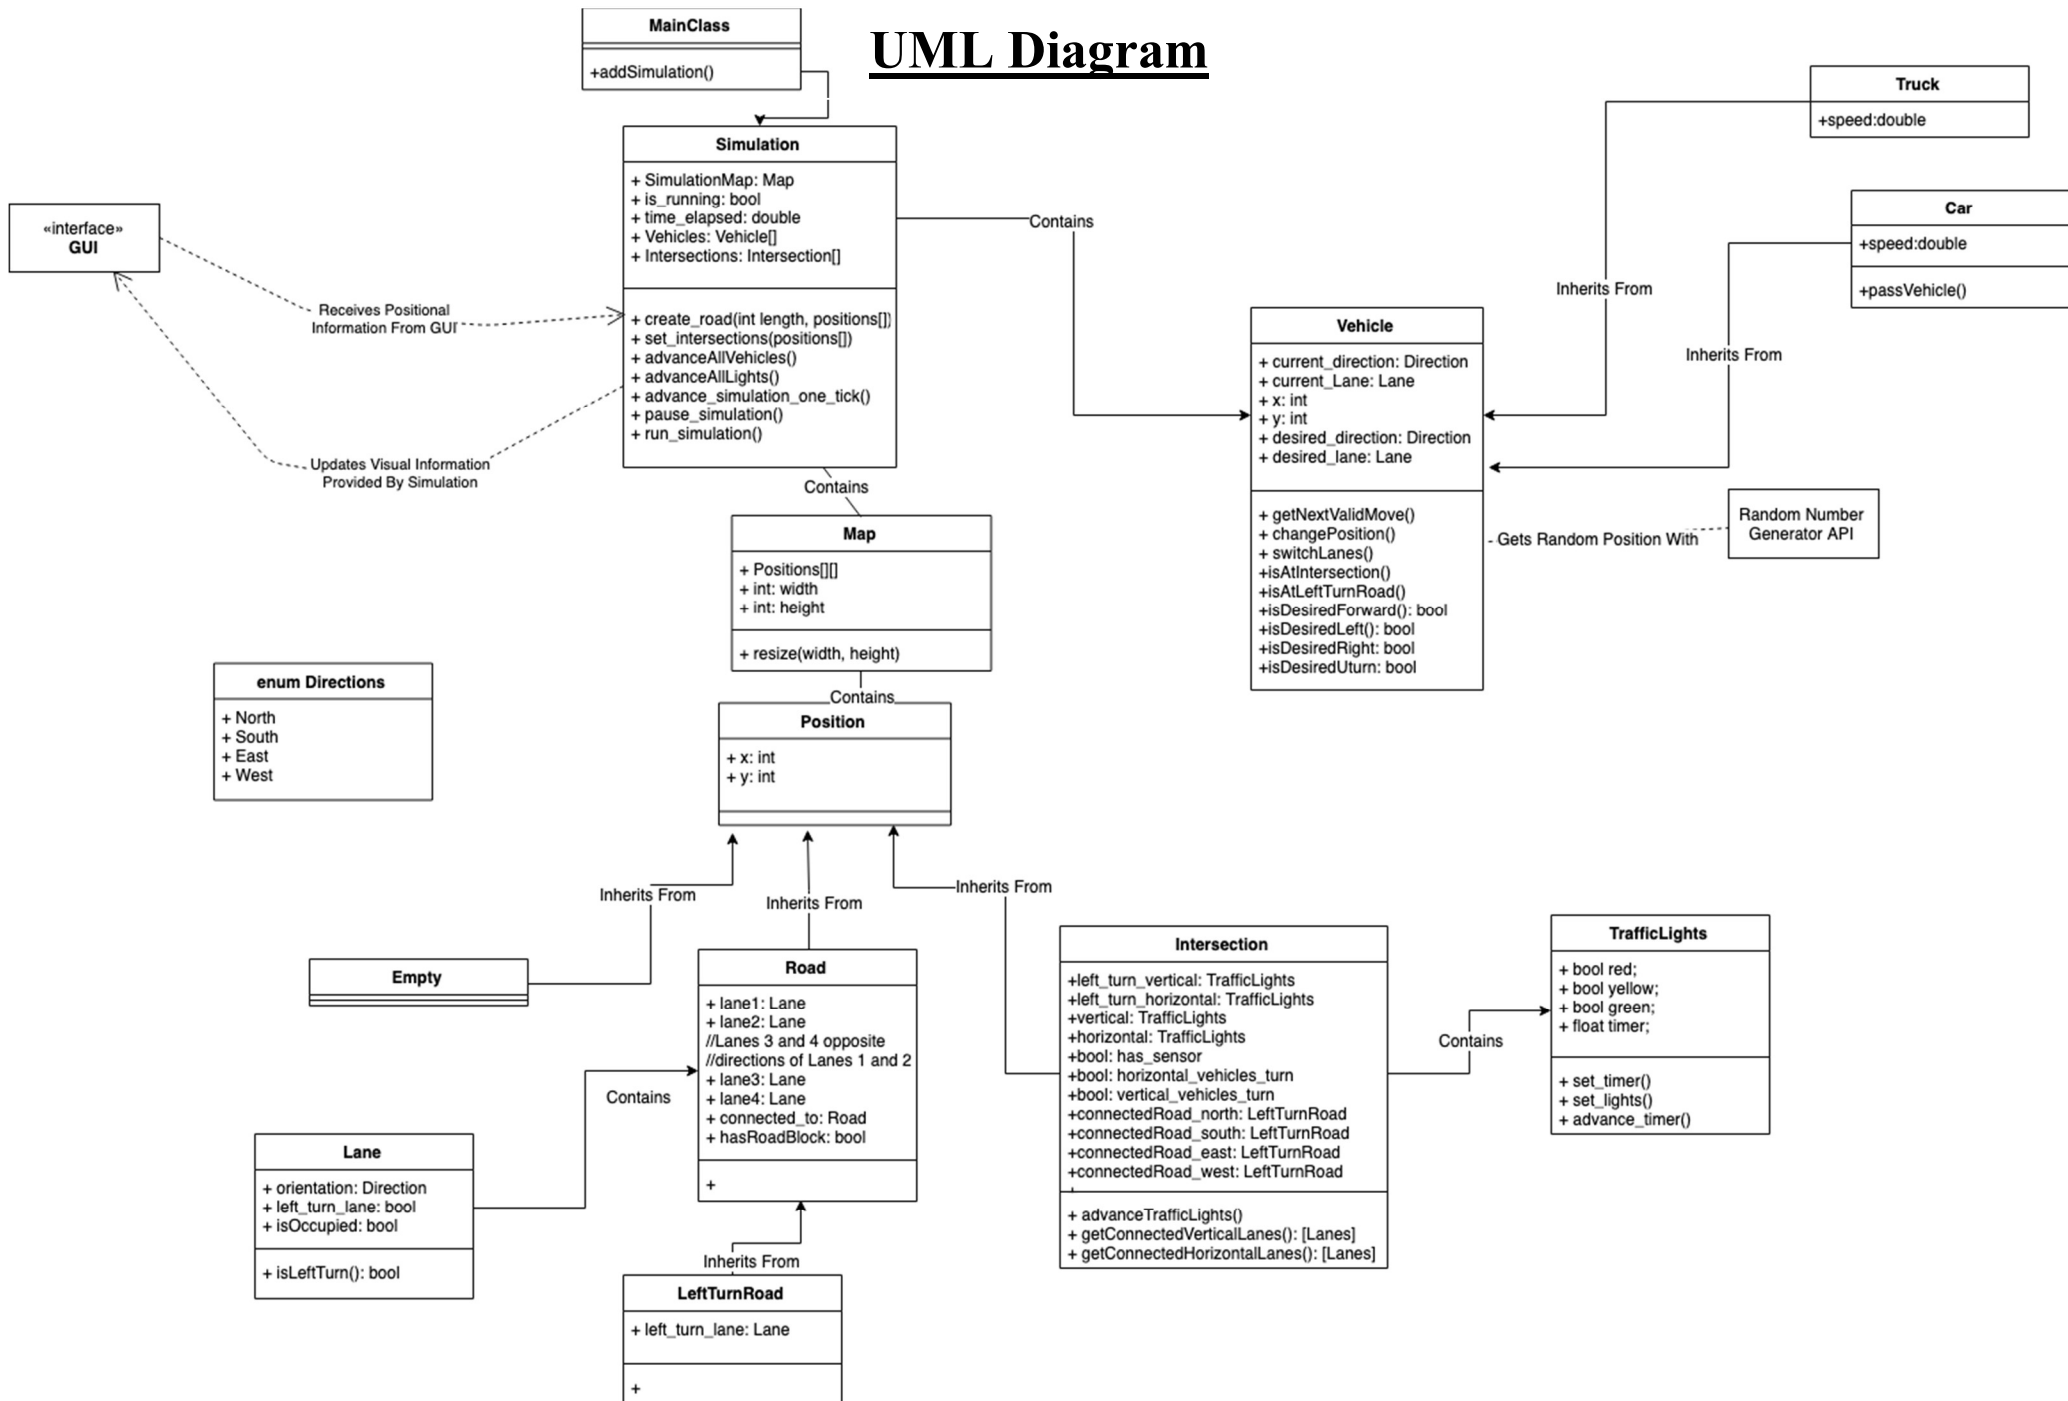 UML Diagram
MainClass
+addSimulation()
Simulation
+ SimulationMap: Map
+ is_running: bool
+ time_elapsed: double
+ Vehicles: Vehicle[]
+ Intersections: Intersection[]
+ create_road(int length, positions[])
+ set_intersections(positions[])
+ advanceAllVehicles()
+ advanceAllLights()
+ advance_simulation_one_tick()
+ pause_simulation()
+ run_simulation()
«interface»
GUI
Receives Positional
Information From GUI
Updates Visual Information
Provided By Simulation
Contains
Truck
+speed:double
Inherits From
Car
+speed:double
+passVehicle()
Inherits From
Vehicle
+ current_direction: Direction
+ current_Lane: Lane
+ x: int
+ y: int
+ desired_direction: Direction
+ desired_lane: Lane
+ getNextValidMove()
+ changePosition()
+ switchLanes()
+isAtIntersection()
+isAtLeftTurnRoad()
+isDesiredForward(): bool
+isDesiredLeft(): bool
+isDesiredRight: bool
+isDesiredUturn: bool
Gets Random Position With
Random Number
Generator API
Contains
Map
+ Positions[][]
+ int: width
+ int: height
+ resize(width, height)
Contains
Position
+ x: int
+ y: int
enum Directions
+ North
+ South
+ East
+ West
Inherits From
Inherits From
Inherits From
Empty
Road
+ lane1: Lane
+ lane2: Lane
//Lanes 3 and 4 opposite
//directions of Lanes 1 and 2
+ lane3: Lane
+ lane4: Lane
+ connected_to: Road
+ hasRoadBlock: bool
+
Contains
Lane
+ orientation: Direction
+ left_turn_lane: bool
+ isOccupied: bool
+ isLeftTurn(): bool
Inherits From
LeftTurnRoad
+ left_turn_lane: Lane
+
Intersection
+left_turn_vertical: TrafficLights
+left_turn_horizontal: TrafficLights
+vertical: TrafficLights
+horizontal: TrafficLights
+bool: has_sensor
+bool: horizontal_vehicles_turn
+bool: vertical_vehicles_turn
+connectedRoad_north: LeftTurnRoad
+connectedRoad_south: LeftTurnRoad
+connectedRoad_east: LeftTurnRoad
+connectedRoad_west: LeftTurnRoad
+
+ advanceTrafficLights()
+ getConnectedVerticalLanes(): [Lanes]
+ getConnectedHorizontalLanes(): [Lanes]
Contains
TrafficLights
+ bool red;
+ bool yellow;
+ bool green;
+ float timer;
+ set_timer()
+ set_lights()
+ advance_timer()